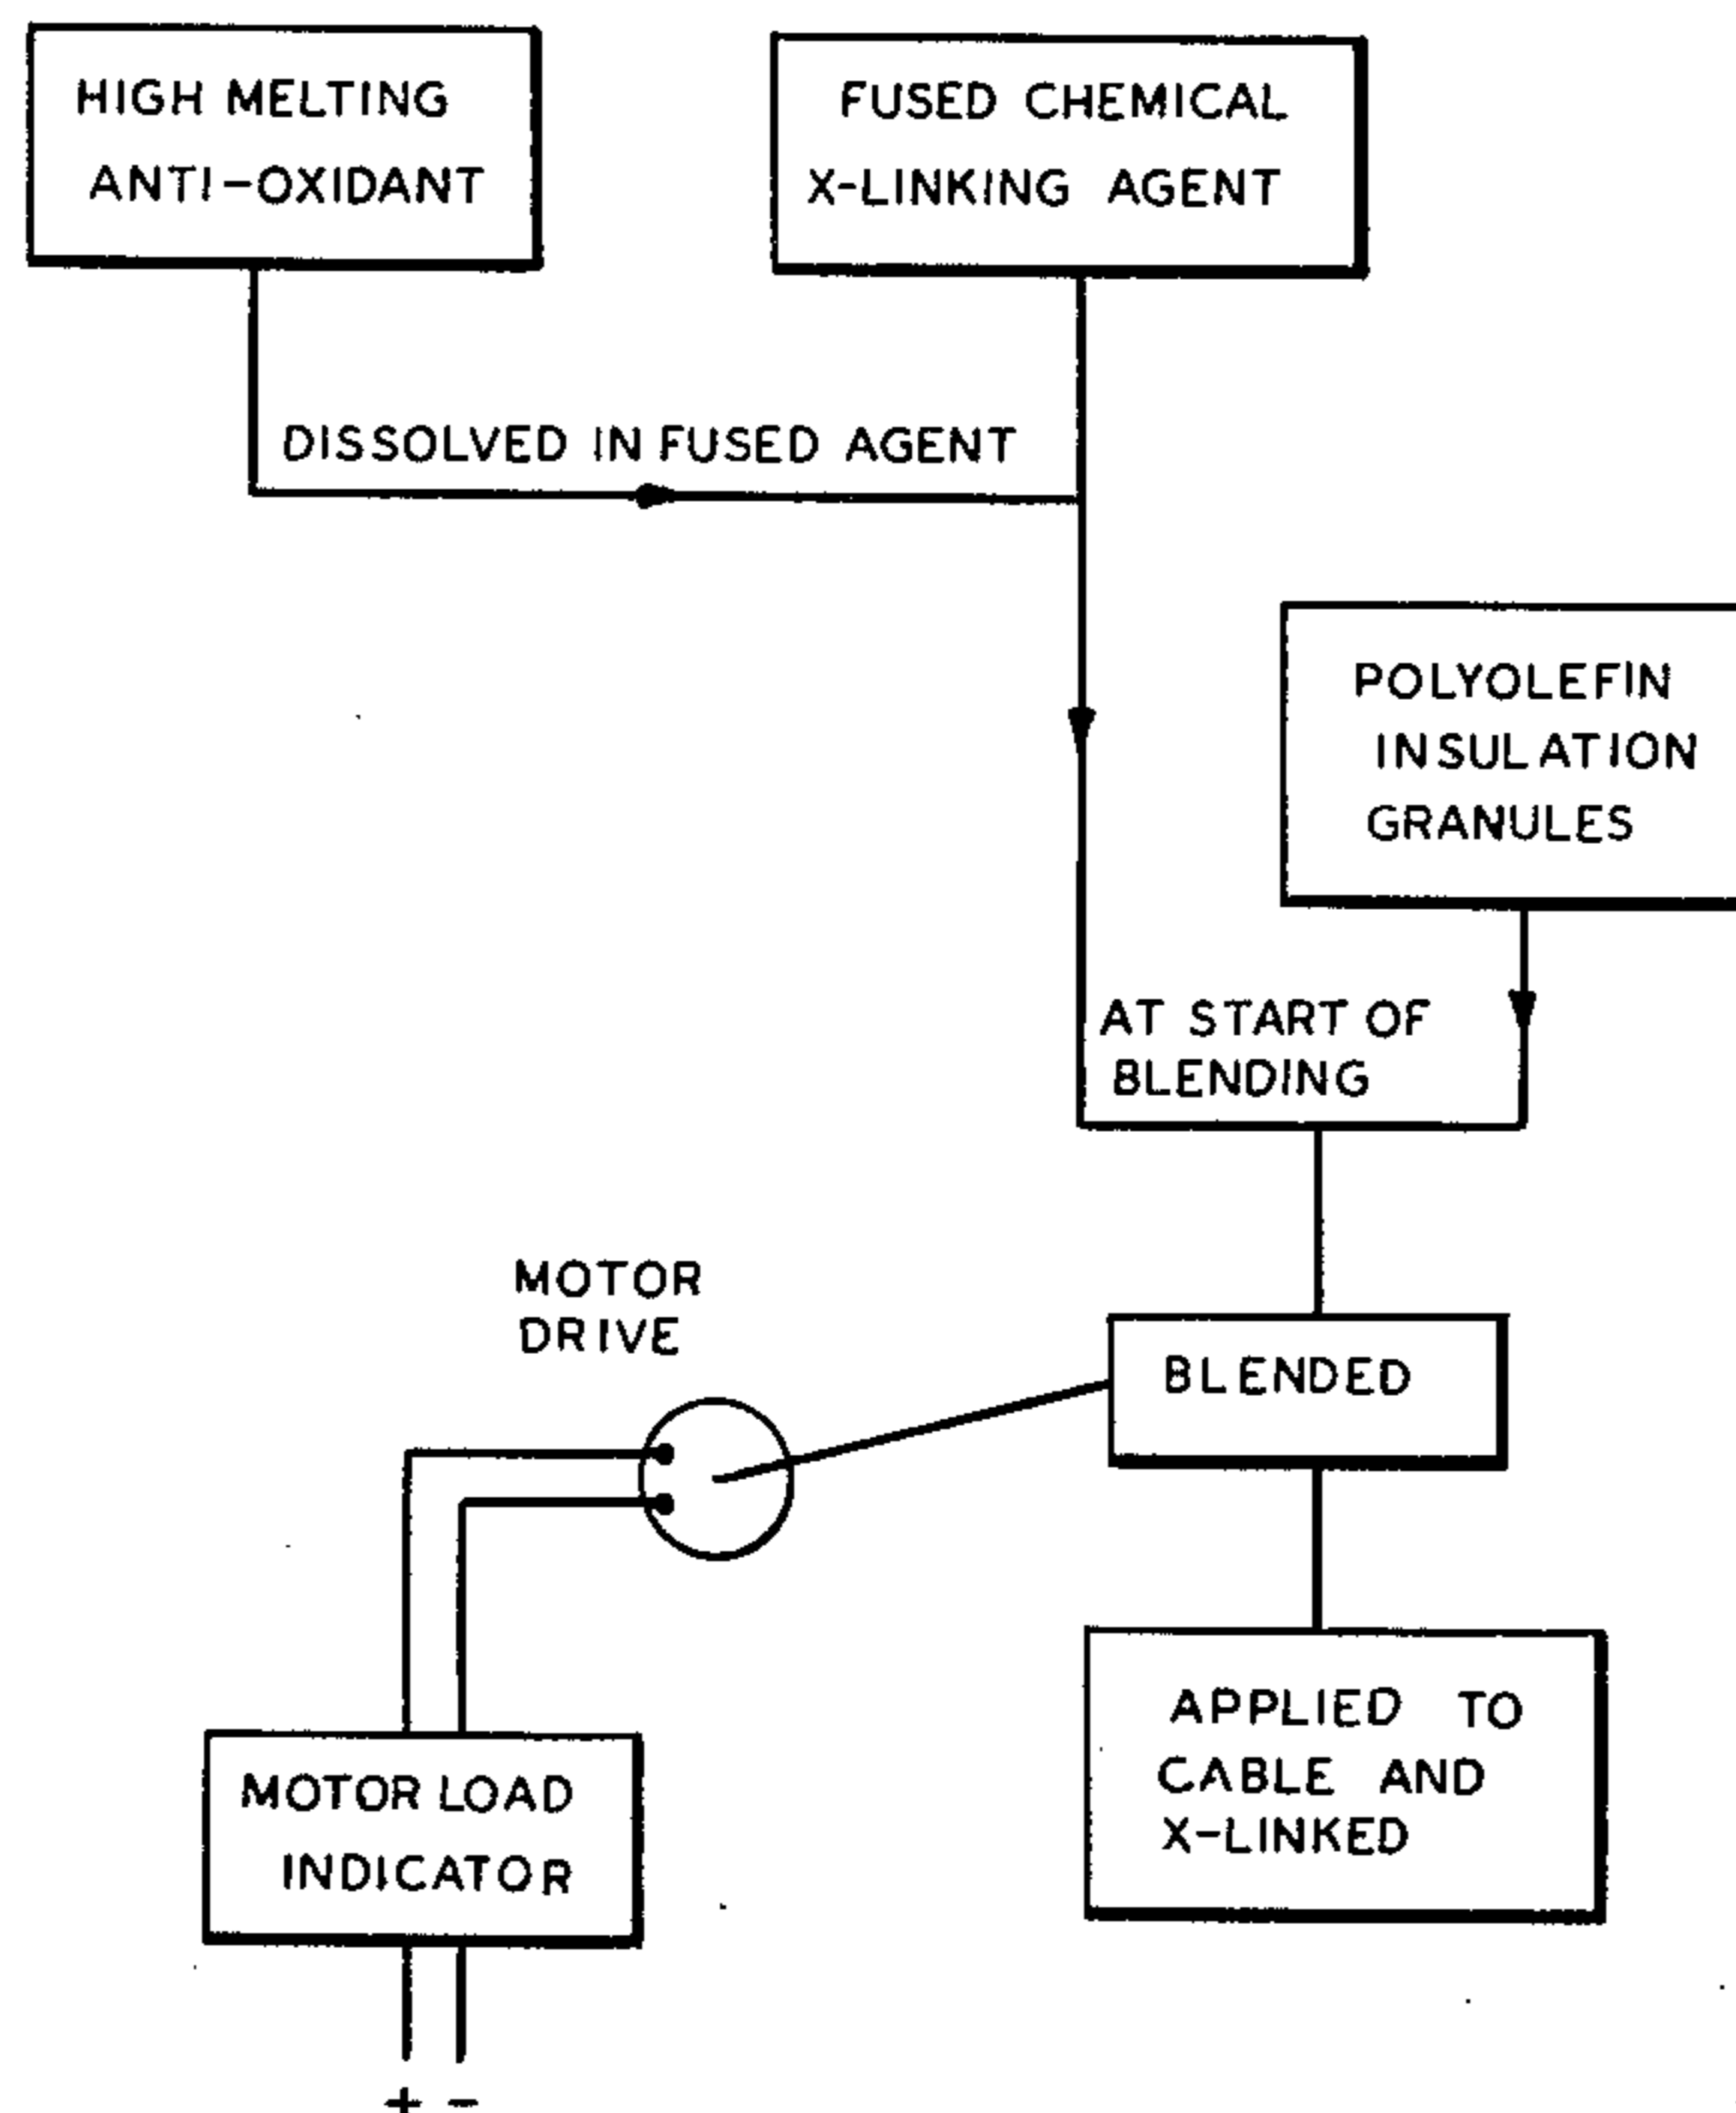 HIGH MELTING
ANTI-OXIDANT
FUSED CHEMICAL
X-LINKING AGENT
DISSOLVED IN FUSED AGENT
POLYOLEFIN
INSULATION
GRANULES
AT START OF
BLENDING
MOTOR
DRIVE
BLENDED
APPLIED TO
CABLE AND
X-LINKED
MOTOR LOAD
INDICATOR
+ -